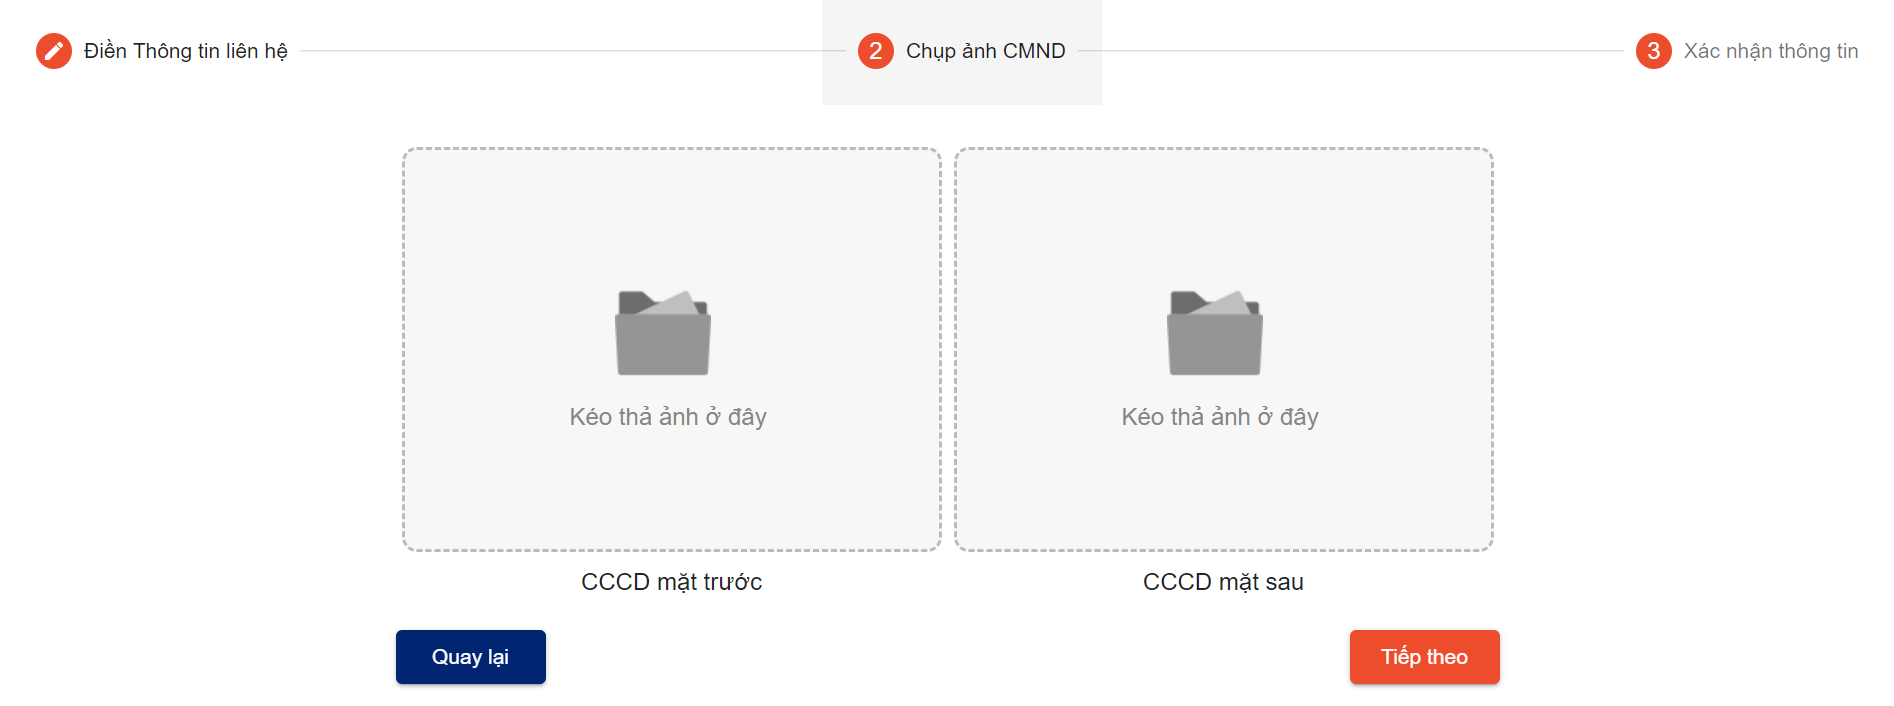 Điền Thông tin liên hệ
2 Chụp ảnh CMND
3 Xác nhận thông tin
Kéo thả ảnh ở đây
Kéo thả ảnh ở đây
CCCD mặt trước
CCCD mặt sau
Quay lại
Tiếp theo